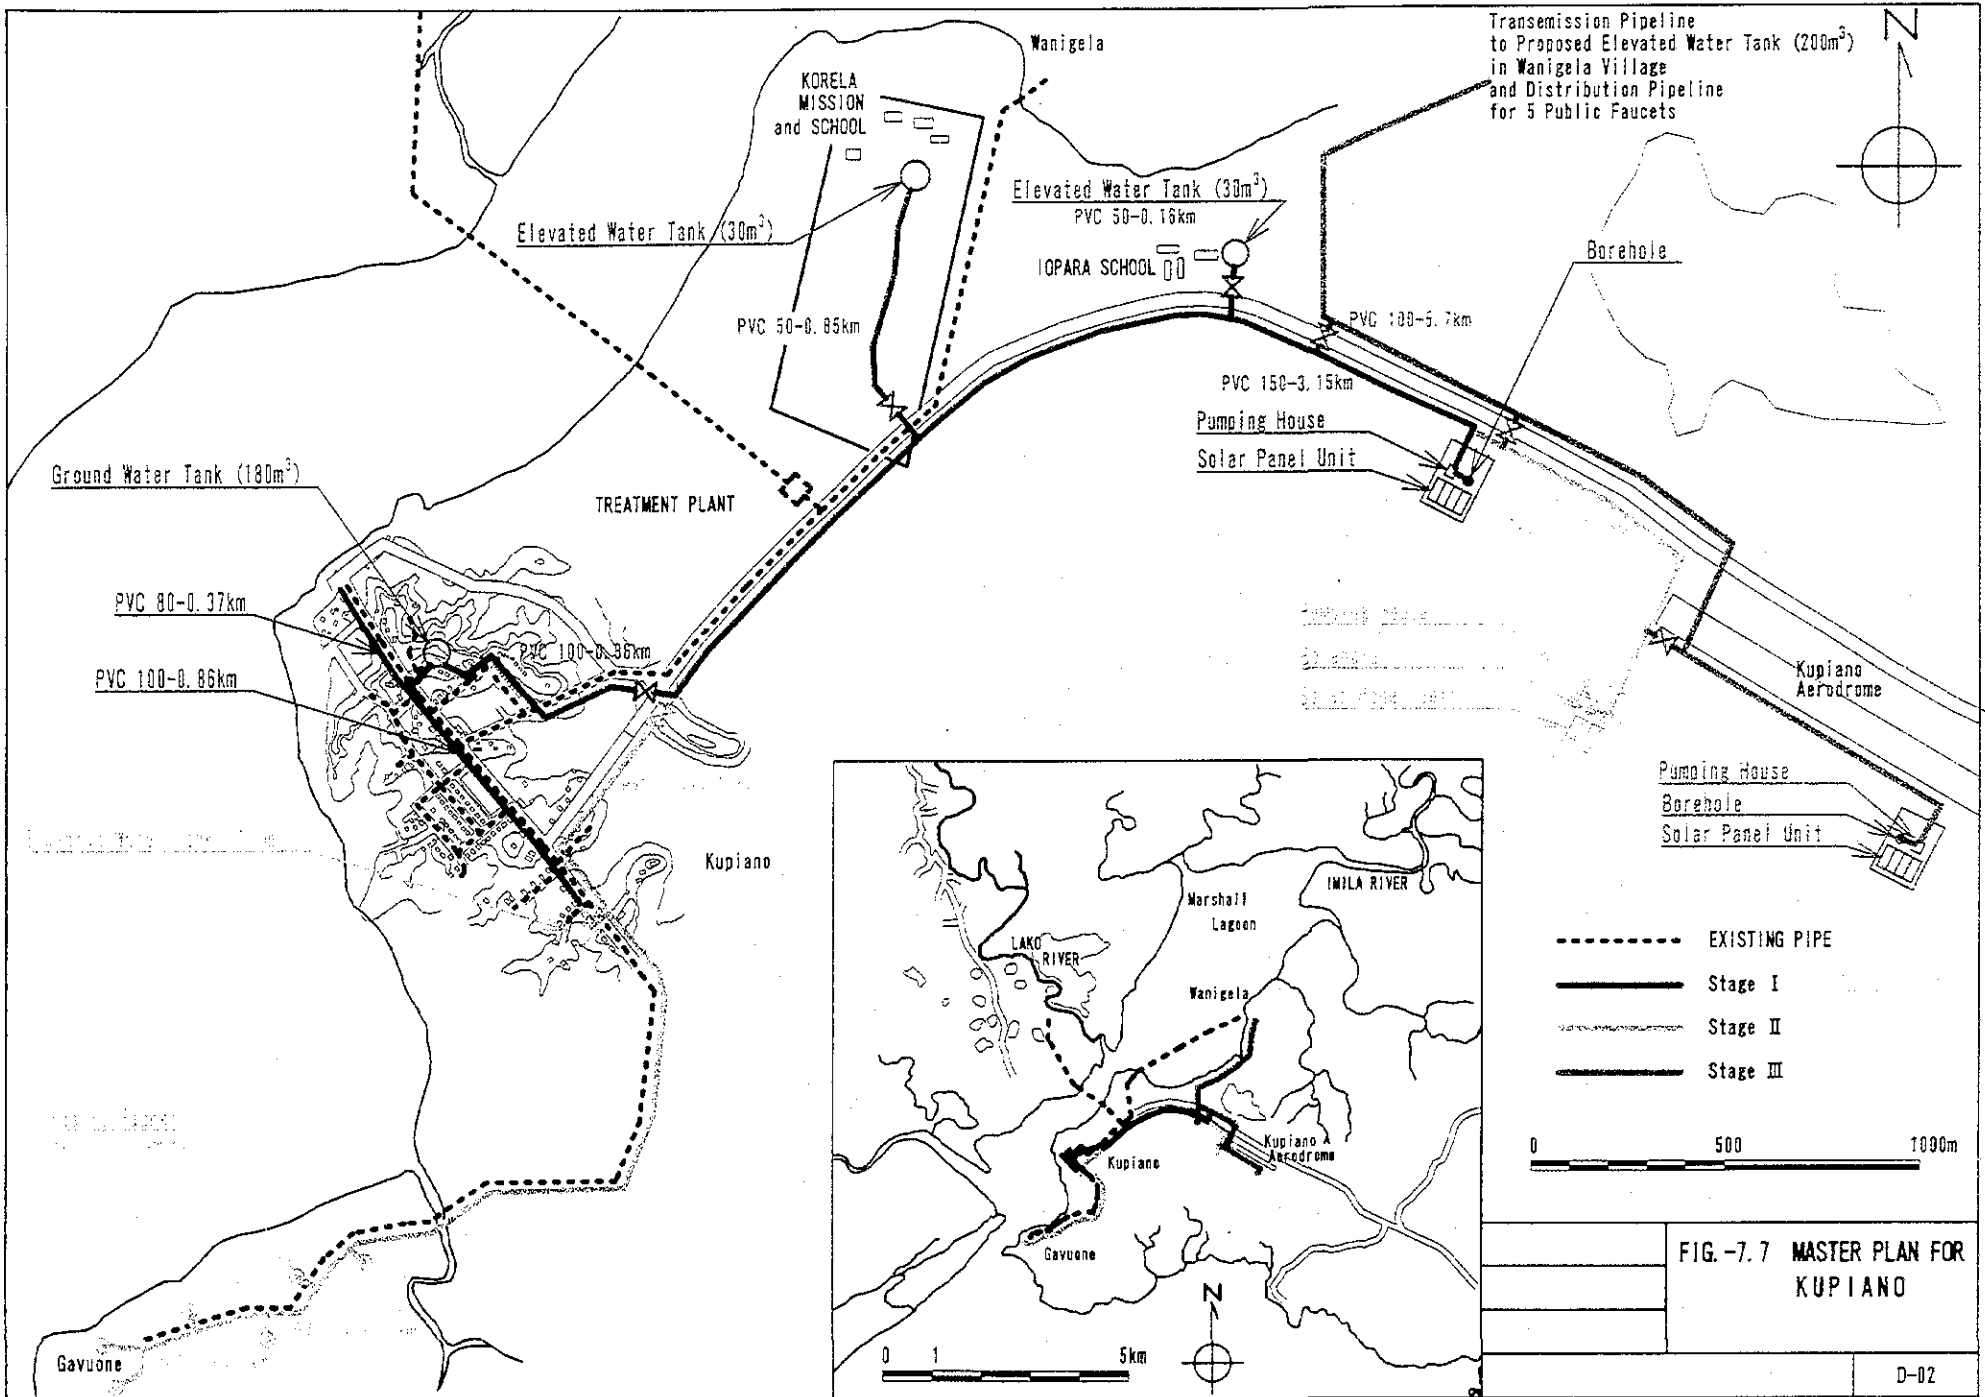 Transemission Pipeline
to Proposed Elevated Water Tank (200m³)
in Wanigela Village
and Distribution Pipeline
for 5 Public Faucets
N
Wanigela
KORELA
MISSION
and SCHOOL
Elevated Water Tank (30m³)
PVC 50-0.16km
Elevated Water Tank (30m³)
Borehole
IOPARA SCHOOL
PVC 50-0.85km
PVC 100-5.7km
PVC 150-3.15km
Pumping House
Solar Panel Unit
Ground Water Tank (180m³)
TREATMENT PLANT
PVC 80-0.37km
PVC 100-0.36km
PVC 100-0.86km
Kupiano
Aerodrome
Pumping House
Borehole
Solar Panel Unit
Kupiano
IMILA RIVER
Marshall
Lagoon
LAKO
RIVER
Wanigela
Kupiano
Aerodrome
Kupiano
Gavuone
N
0 1 5km
EXISTING PIPE
Stage I
Stage II
Stage III
0 500 1000m
Gavuone
FIG.-7.7 MASTER PLAN FOR
KUPIANO
D-02